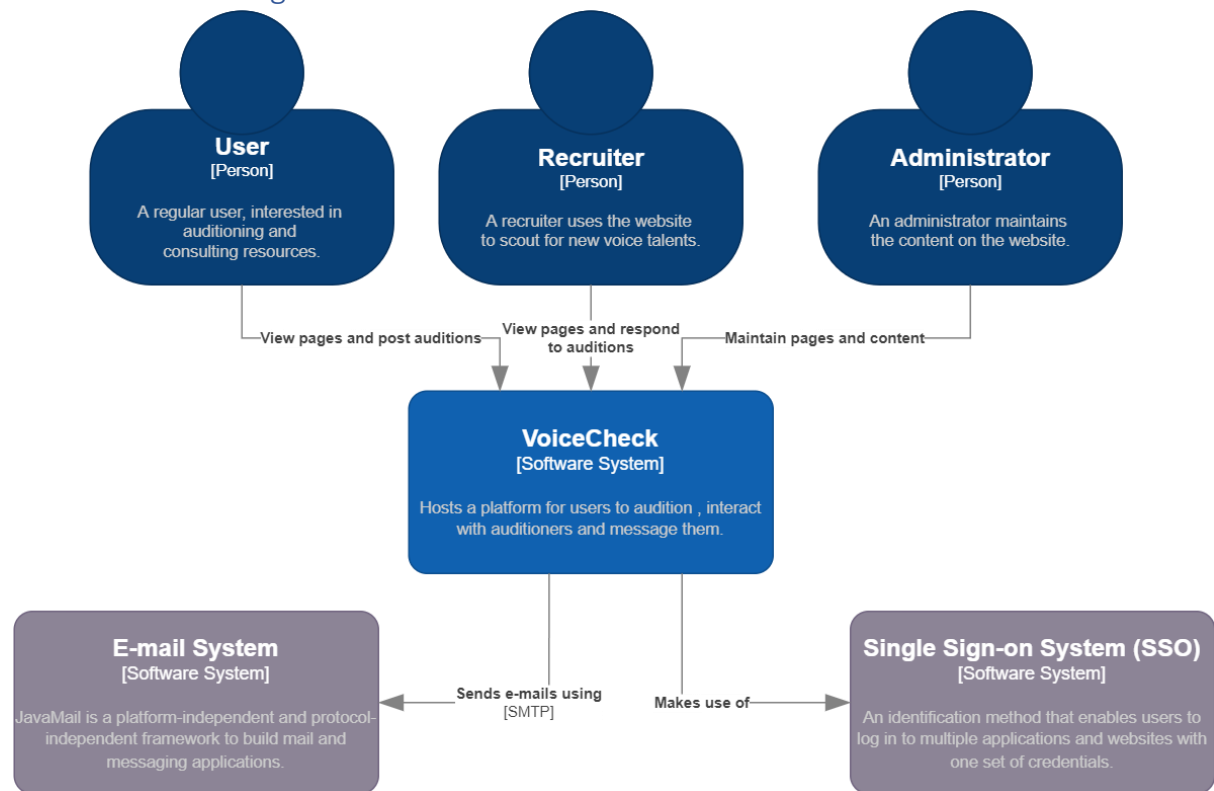 User
[Person]
A regular user, interested in
auditioning and
consulting resources.
Recruiter
[Person]
A recruiter uses the website
to scout for new voice talents.
Administrator
[Person]
An administrator maintains
the content on the website.
View pages and post auditions
View pages and respond
to auditions
Maintain pages and content
VoiceCheck
[Software System]
Hosts a platform for users to audition , interact
with auditioners and message them.
E-mail System
[Software System]
JavaMail is a platform-independent and protocol-
independent framework to build mail and
messaging applications.
Sends e-mails using
[SMTP]
Makes use of
Single Sign-on System (SSO)
[Software System]
An identification method that enables users to
log in to multiple applications and websites with
one set of credentials.